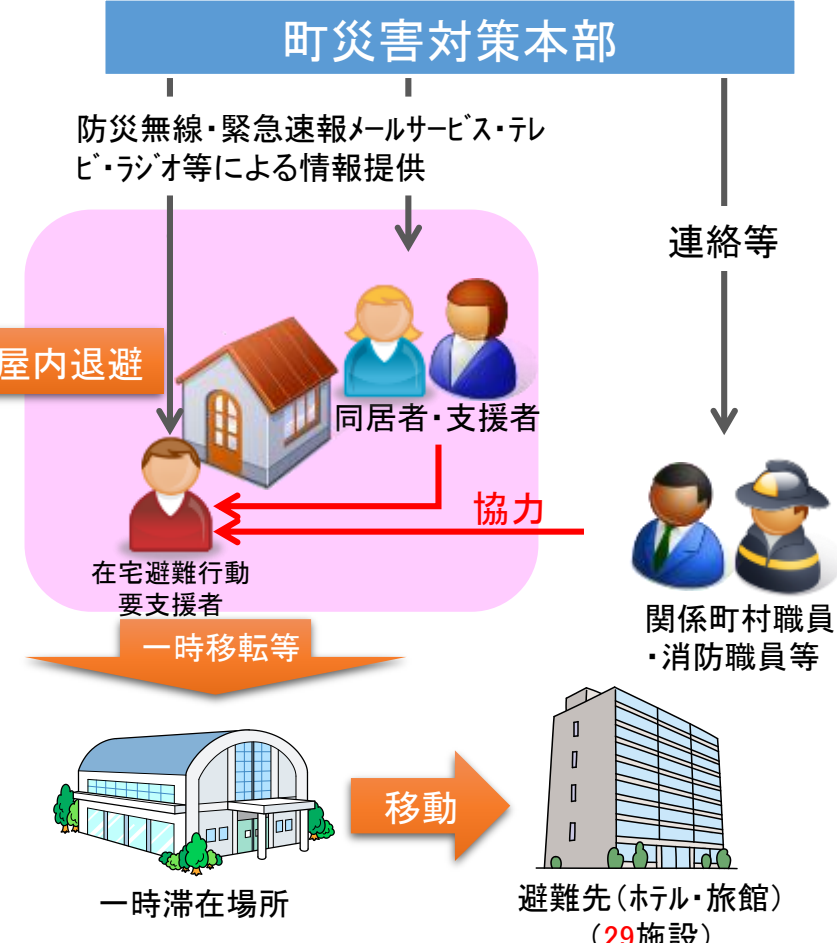 町災害対策本部
防災無線・緊急速報ﾒｰﾙｻｰﾋﾞｽ・ﾃﾚ
ﾋﾞ・ﾗｼﾞｵ等による情報提供
連絡等
屋内退避
同居者・支援者
協力
在宅避難行動
要支援者
関係町村職員
・消防職員等
一時移転等
移動
一時滞在場所
避難先(ﾎﾃﾙ・旅館)
(29施設)